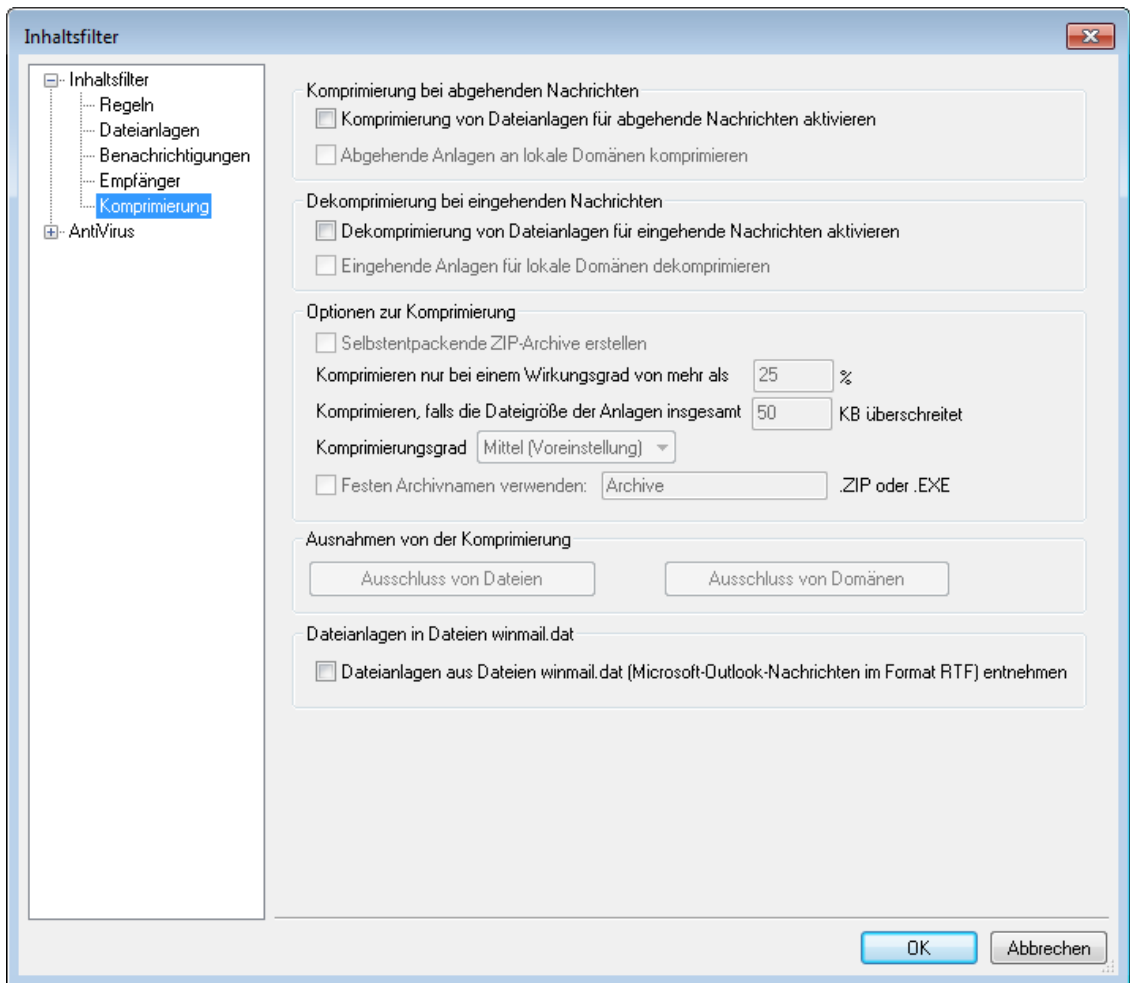 Inhaltsfilter
Inhaltsfilter
Regeln
Dateianlagen
Benachrichtigungen
Empfänger
Komprimierung
AntiVirus
Komprimierung bei abgehenden Nachrichten
Komprimierung von Dateianlagen für abgehende Nachrichten aktivieren
Abgehende Anlagen an lokale Domänen komprimieren
Dekomprimierung bei eingehenden Nachrichten
Dekomprimierung von Dateianlagen für eingehende Nachrichten aktivieren
Eingehende Anlagen für lokale Domänen dekomprimieren
Optionen zur Komprimierung
Selbstentpackende ZIP-Archive erstellen
Komprimieren nur bei einem Wirkungsgrad von mehr als 25 %
Komprimieren, falls die Dateigröße der Anlagen insgesamt 50 KB überschreitet
Komprimierungsgrad Mittel (Voreinstellung)
Festen Archivnamen verwenden: Archive .ZIP oder .EXE
Ausnahmen von der Komprimierung
Ausschluss von Dateien Ausschluss von Domänen
Dateianlagen in Dateien winmail.dat
Dateianlagen aus Dateien winmail.dat (Microsoft-Outlook-Nachrichten im Format RTF) entnehmen
OK Abbrechen